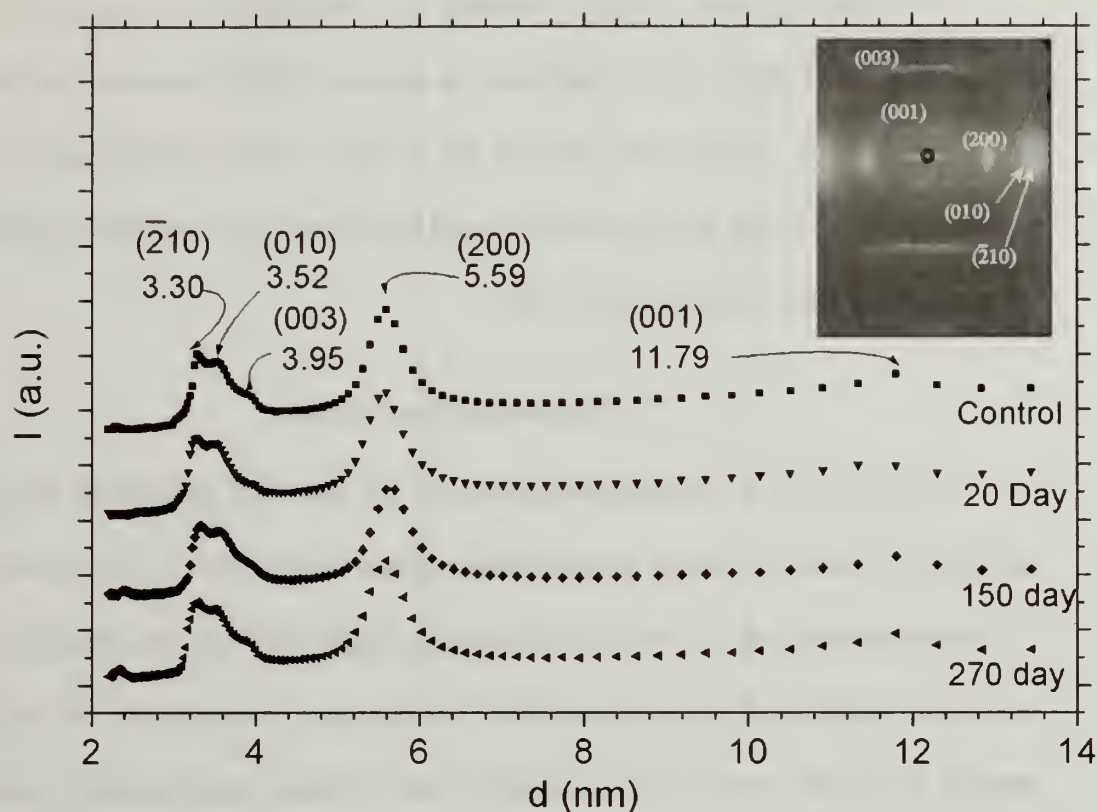 (003)
(001)
(200)
(010)
(2̅10)
(2̅10)
3.30
(010)
3.52
(003)
3.95
(200)
5.59
(001)
11.79
Control
20 Day
150 day
270 day
I (a.u.)
2 4 6 8 10 12 14
d (nm)